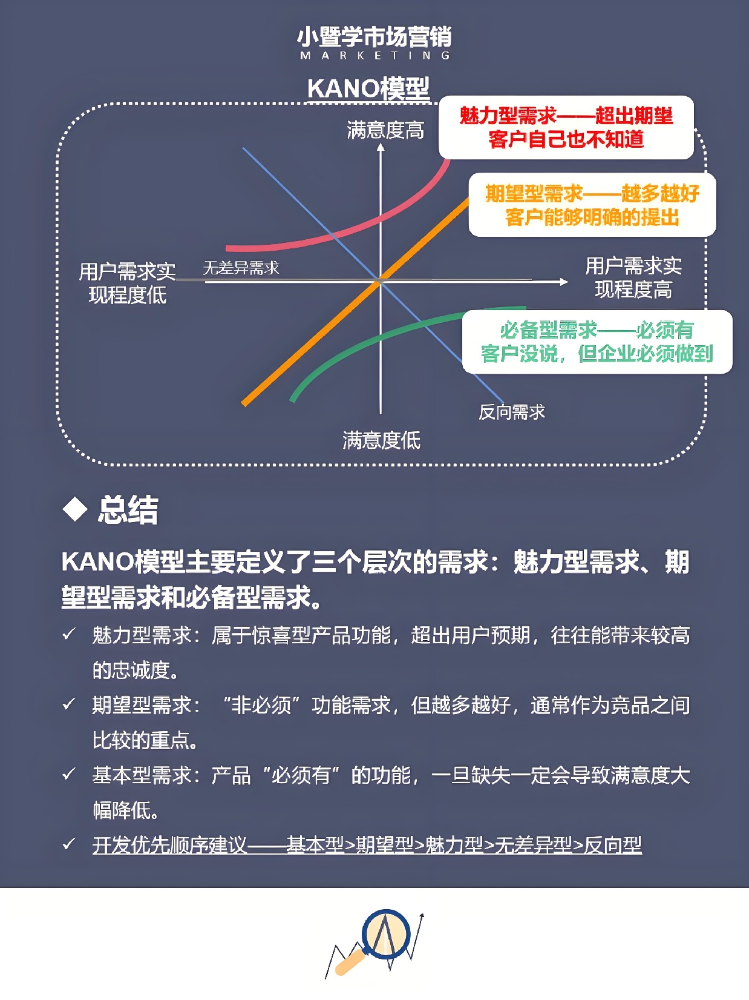 小暨学市场营销
MARKETING
KANO模型
满意度高
魅力型需求——超出期望
客户自己也不知道
期望型需求——越多越好
客户能够明确的提出
用户需求实
现程度低
无差异需求
用户需求实
现程度高
必备型需求——必须有
客户没说，但企业必须做到
反向需求
满意度低
◆ 总结
KANO模型主要定义了三个层次的需求：魅力型需求、期
望型需求和必备型需求。
✓ 魅力型需求：属于惊喜型产品功能，超出用户预期，往往能带来较高
的忠诚度。
✓ 期望型需求：“非必须”功能需求，但越多越好，通常作为竞品之间
比较的重点。
✓ 基本型需求：产品“必须有”的功能，一旦缺失一定会导致满意度大
幅降低。
✓ 开发优先顺序建议——基本型>期望型>魅力型>无差异型>反向型